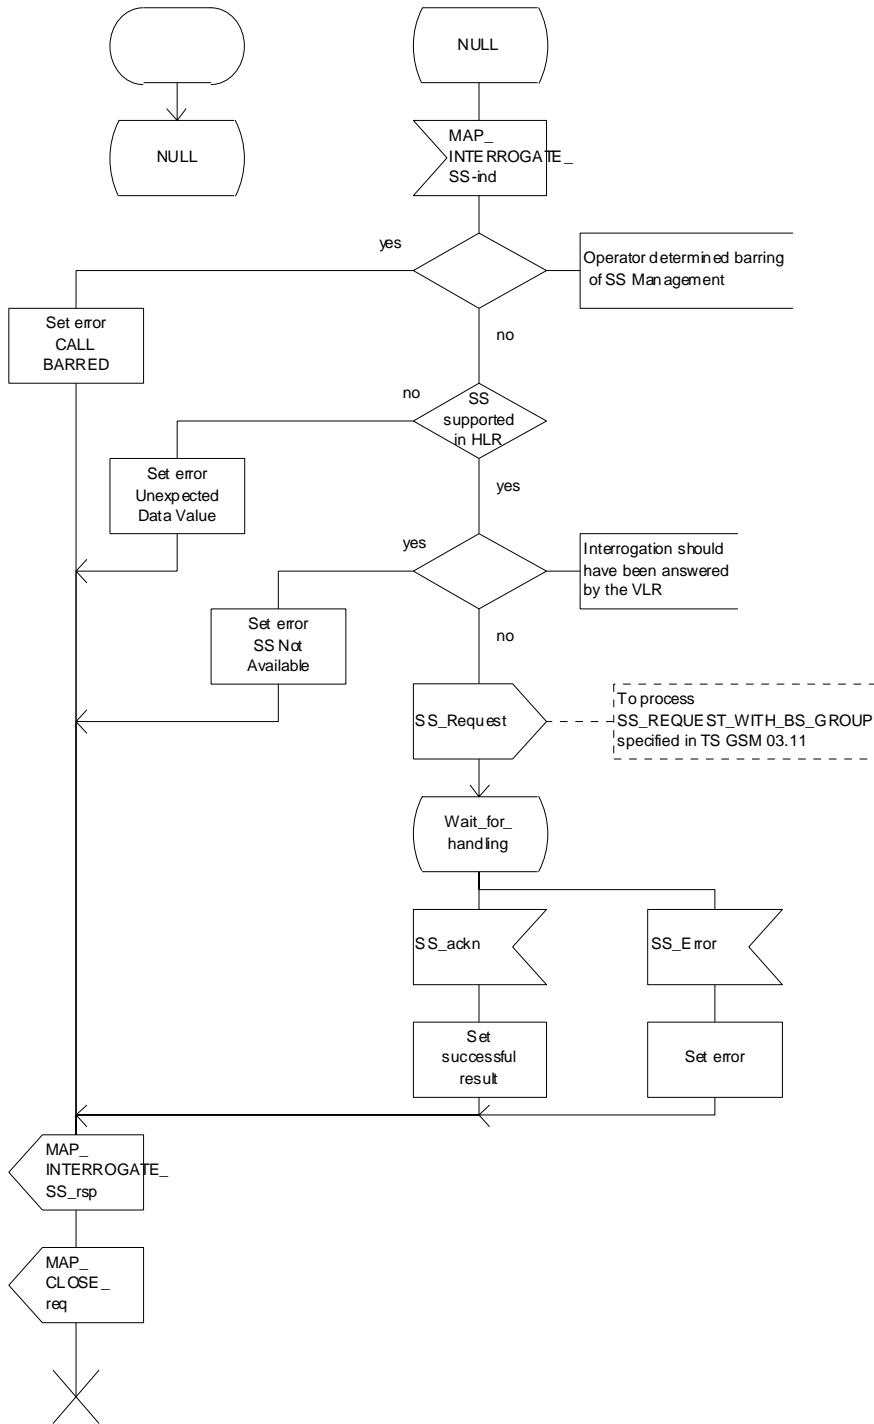 NULL
NULL
MAP_
INTERROGATE_
SS-ind
yes
Operator determined barring
of SS Management
Set error
CALL
BARRED
no
no
SS
supported
in HLR
Set error
Unexpected
Data Value
yes
yes
Interrogation should
have been answered
by the VLR
Set error
SS Not
Available
no
SS_Request
To process
SS_REQUEST_WITH_BS_GROUP
specified in TS GSM 03.11
Wait_for_
handling
SS_ackn
SS_Error
Set
successful
result
Set error
MAP_
INTERROGATE_
SS_rsp
MAP_
CLOSE_
req